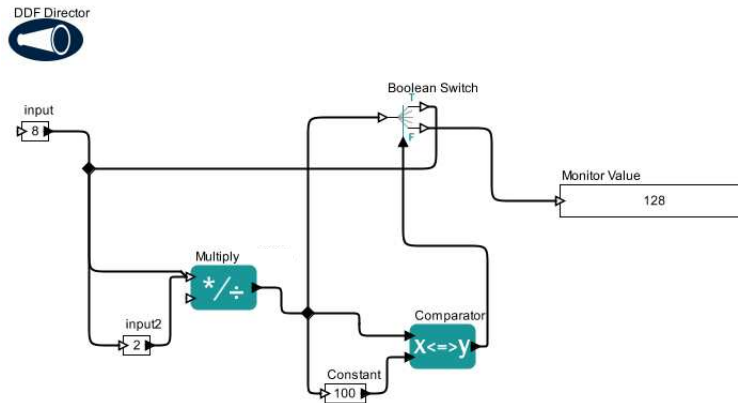 DDF Director
Boolean Switch
T
input
8
F
Monitor Value
128
Multiply
*/÷
input2
2
Comparator
x<=>y
Constant
100